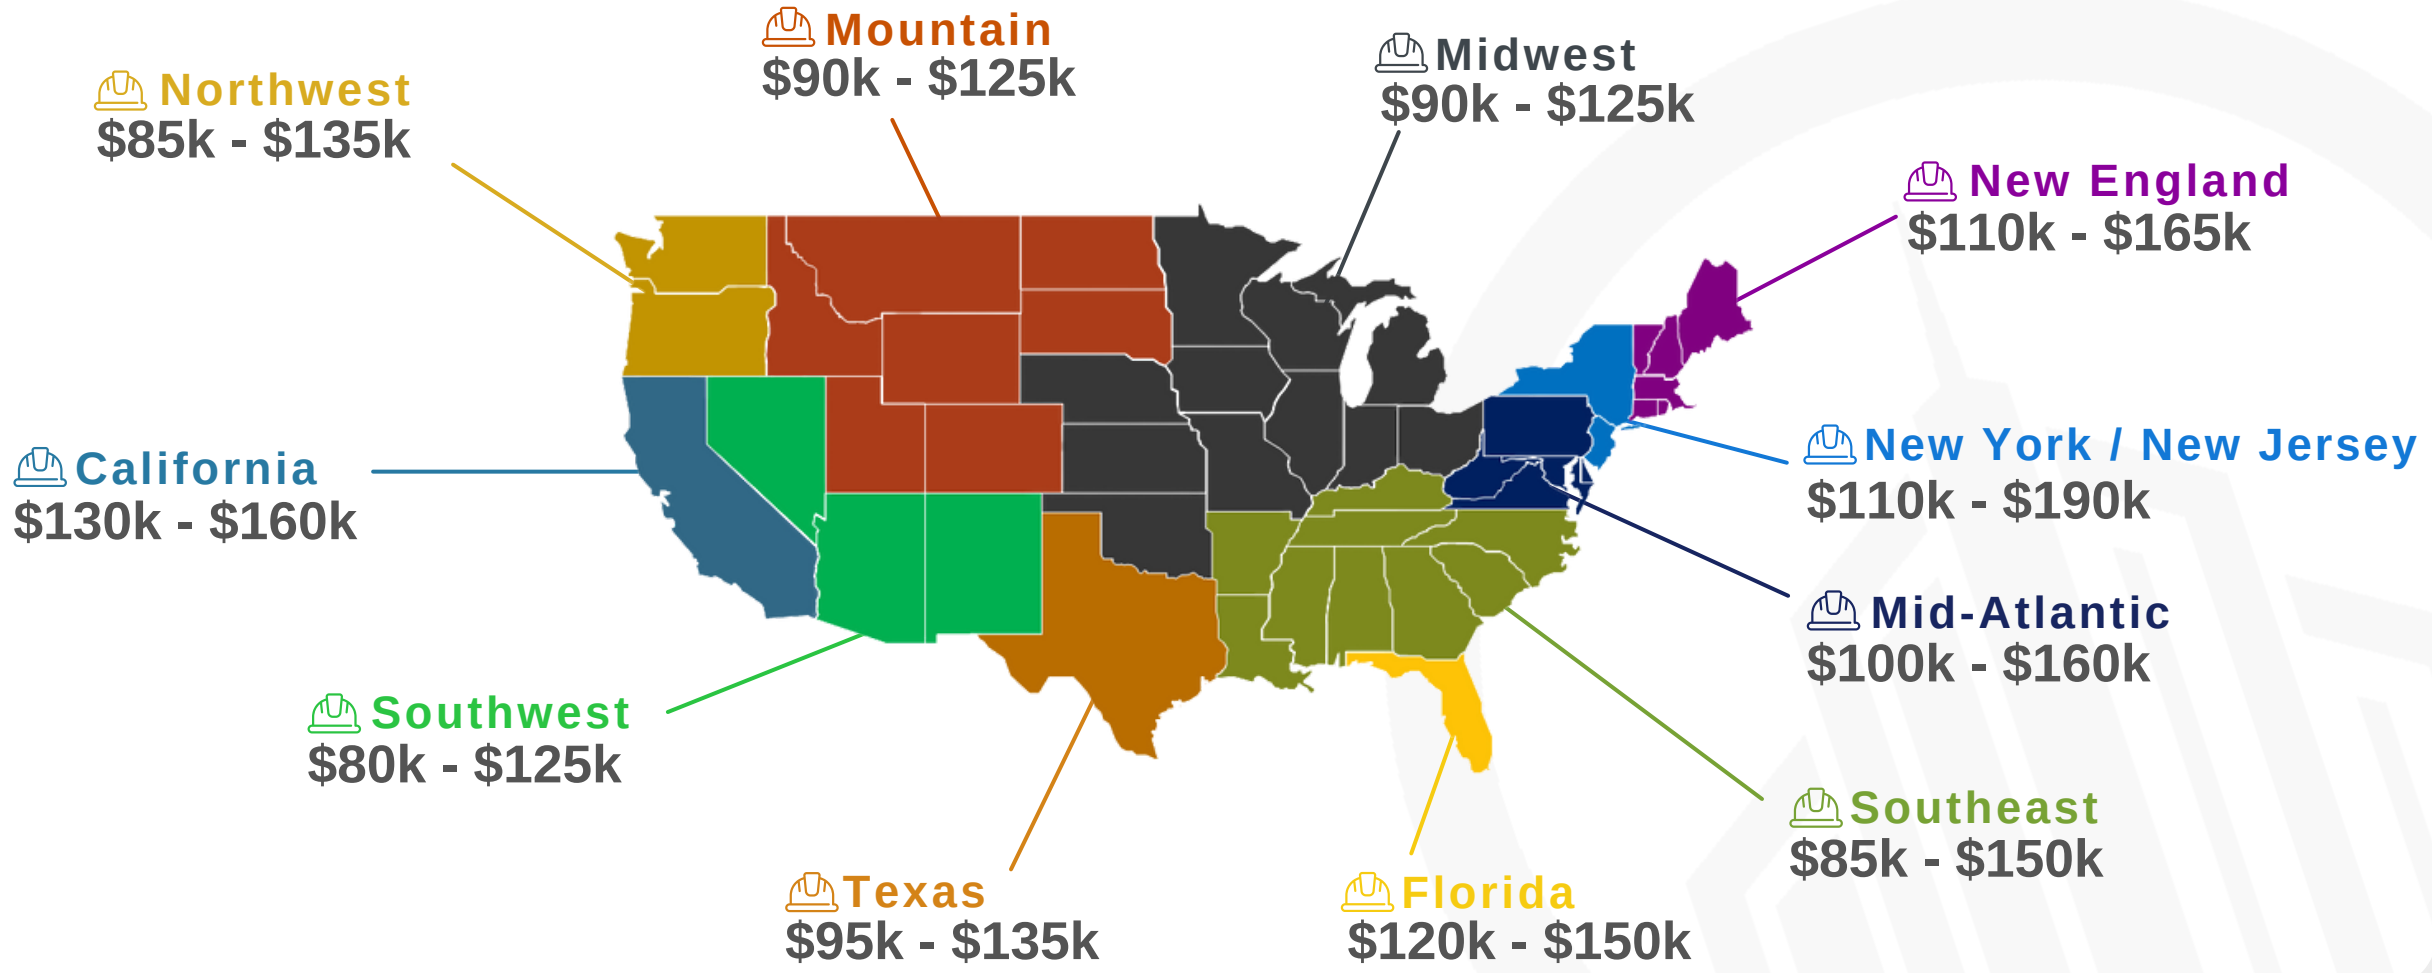 Mountain
$90k - $125k
Midwest
$90k - $125k
Northwest
$85k - $135k
New England
$110k - $165k
California
$130k - $160k
New York / New Jersey
$110k - $190k
Mid-Atlantic
$100k - $160k
Southwest
$80k - $125k
Southeast
$85k - $150k
Texas
$95k - $135k
Florida
$120k - $150k